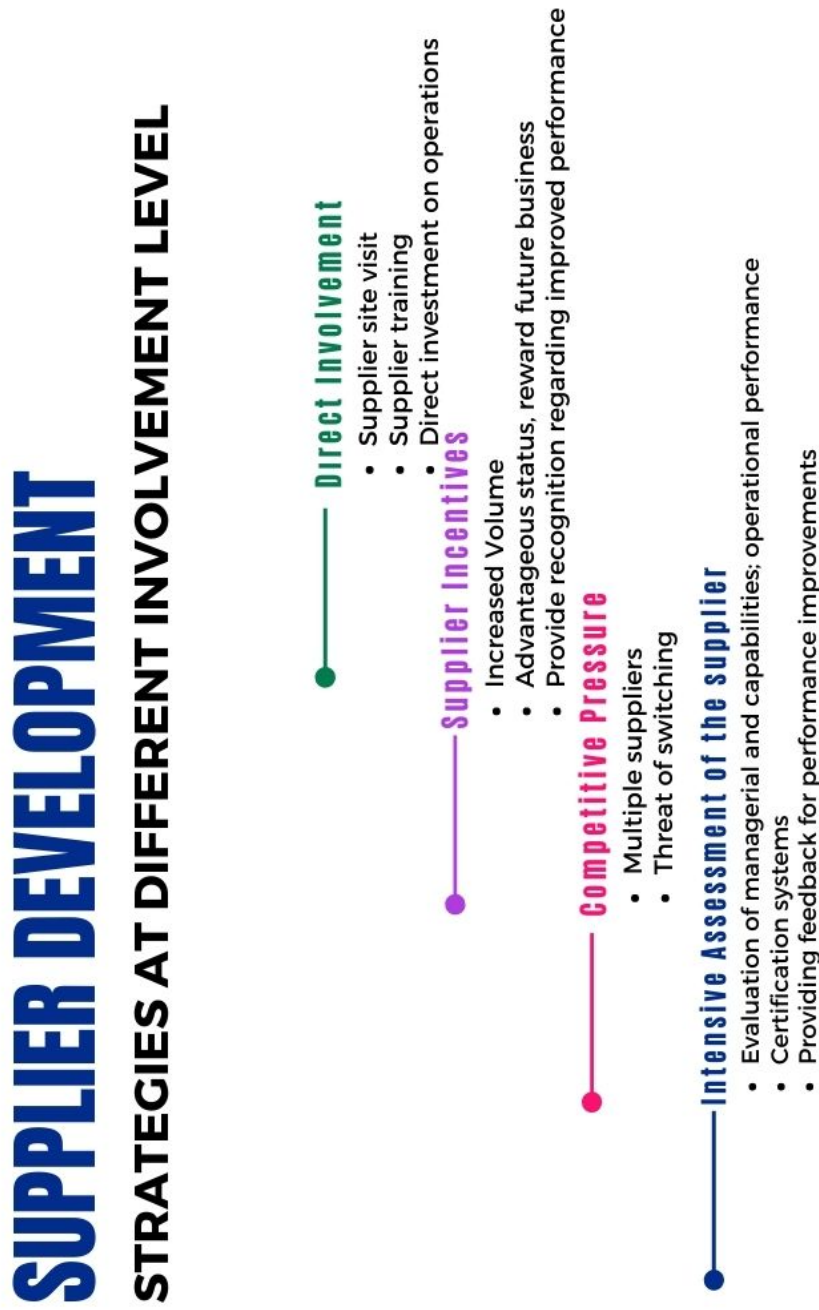 SUPPLIER DEVELOPMENT
STRATEGIES AT DIFFERENT INVOLVEMENT LEVEL
Direct Involvement
• Supplier site visit
• Supplier training
• Direct investment on operations
Supplier Incentives
• Increased Volume
• Advantageous status, reward future business
• Provide recognition regarding improved performance
Competitive Pressure
• Multiple suppliers
• Threat of switching
Intensive Assessment of the supplier
• Evaluation of managerial and capabilities; operational performance
• Certification systems
• Providing feedback for performance improvements